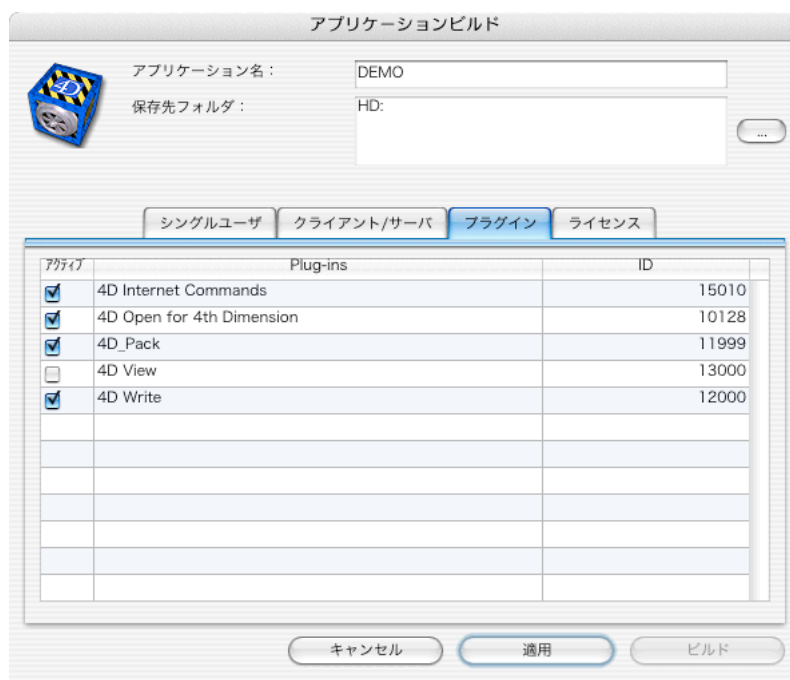 アプリケーションビルド
アプリケーション名：
DEMO
保存先フォルダ：
HD:
...
シングルユーザ
クライアント/サーバ
プラグイン
ライセンス
ｱｸﾃｨﾌﾞ Plug-ins ID
4D Internet Commands 15010
4D Open for 4th Dimension 10128
4D_Pack 11999
4D View 13000
4D Write 12000
キャンセル
適用
ビルド